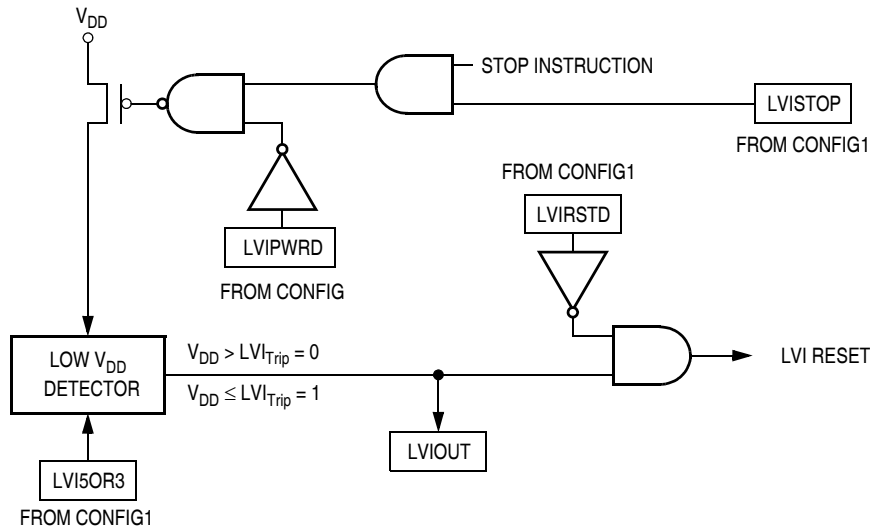 VDD
STOP INSTRUCTION
LVISTOP
FROM CONFIG1
FROM CONFIG1
LVIRSTD
LVIPWRD
FROM CONFIG
LOW VDD
DETECTOR
VDD > LVITrip = 0
VDD ≤ LVITrip = 1
LVI RESET
LVIOUT
LVI5OR3
FROM CONFIG1